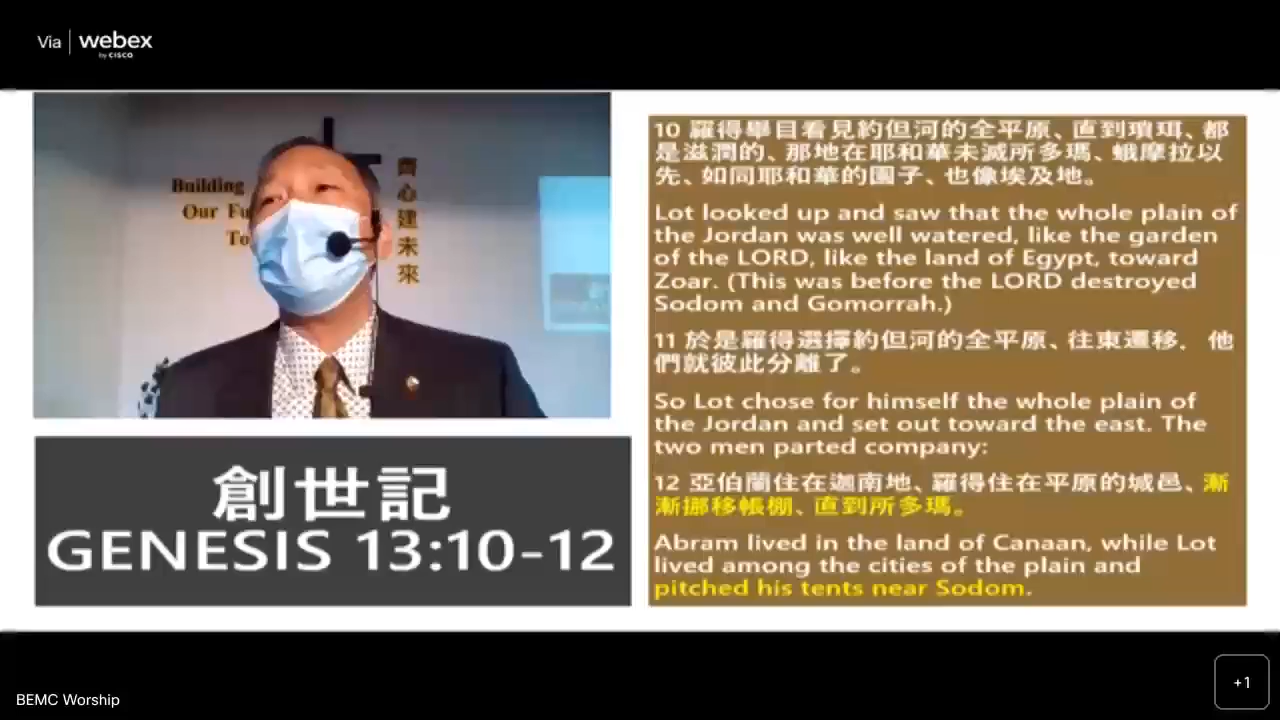 Via webex
by CISCO
Building
Our Fu
To
齊心建未來
創世記
GENESIS 13:10-12
10 羅得舉目看見約但河的全平原、直到瑣珥、都
是滋潤的、那地在耶和華未滅所多瑪、蛾摩拉以
先、如同耶和華的園子、也像埃及地。
Lot looked up and saw that the whole plain of
the Jordan was well watered, like the garden
of the LORD, like the land of Egypt, toward
Zoar. (This was before the LORD destroyed
Sodom and Gomorrah.)
11 於是羅得選擇約但河的全平原、往東遷移. 他
們就彼此分離了。
So Lot chose for himself the whole plain of
the Jordan and set out toward the east. The
two men parted company:
12 亞伯蘭住在迦南地、羅得住在平原的城邑、漸
漸挪移帳棚、直到所多瑪。
Abram lived in the land of Canaan, while Lot
lived among the cities of the plain and
pitched his tents near Sodom.
BEMC Worship
+1